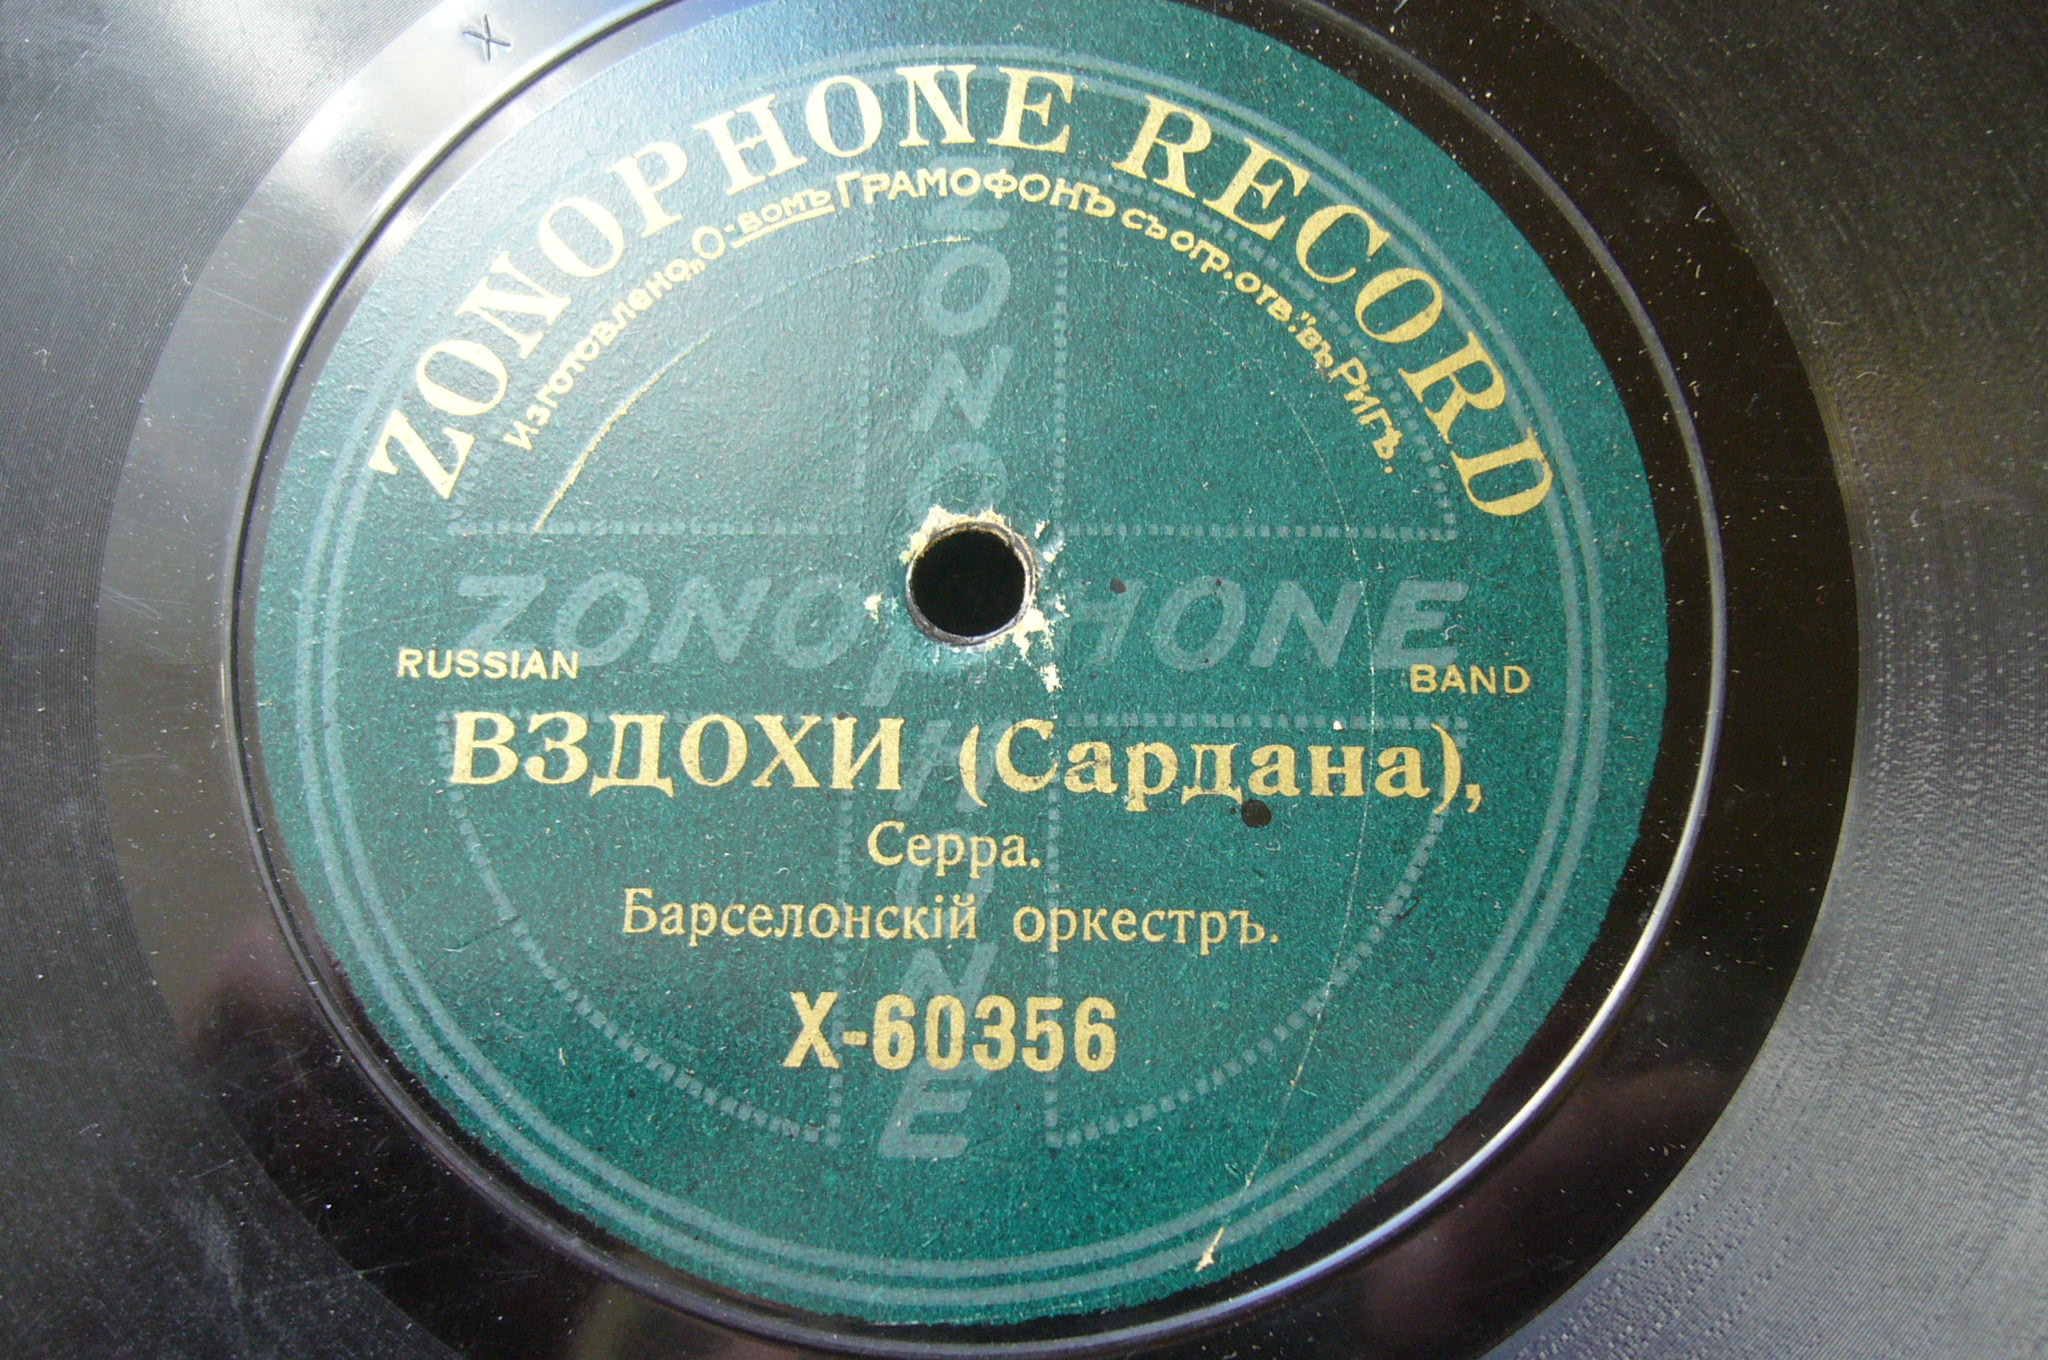 X
ZONOPHONE RECORD
Изготовлено „О-вомъ ГРАМОФОНЪ съ огр. отв." въ Ригѣ.
ZONOPHONE
ZONOPHONE
RUSSIAN BAND
ВЗДОХИ (Сардана),
Серра.
Барселонскій оркестръ.
X-60356